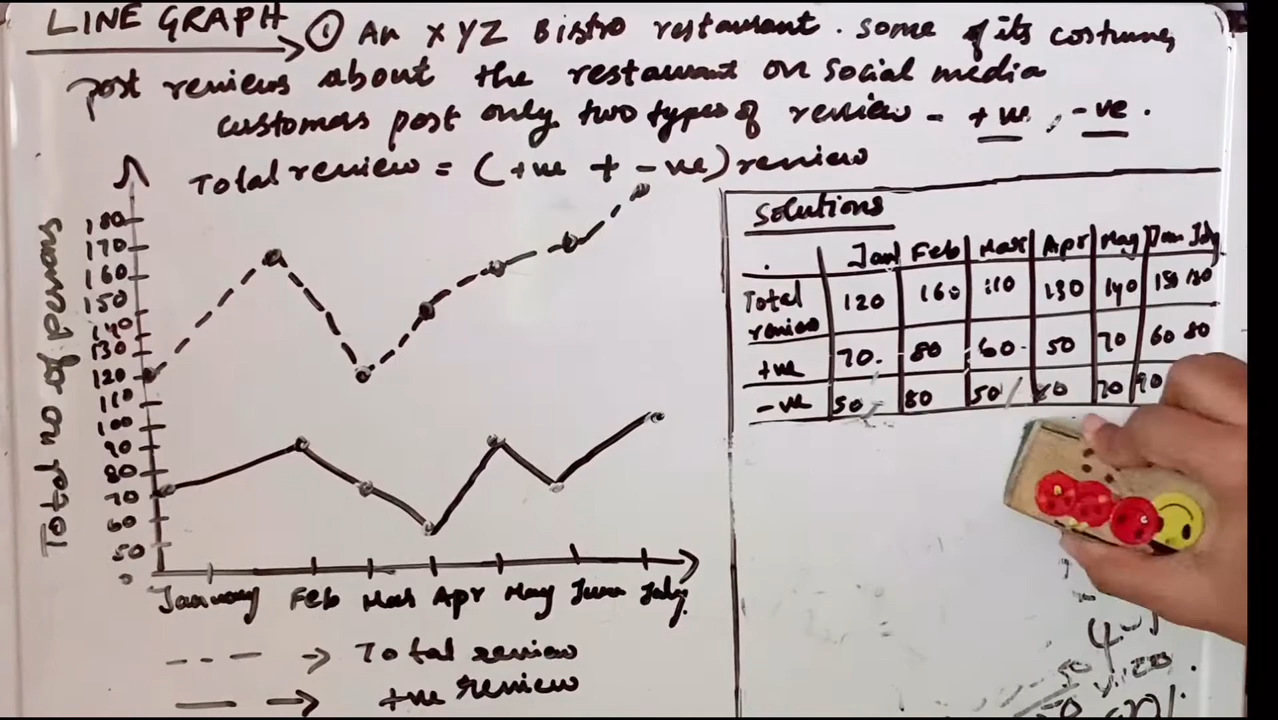 LINE GRAPH → ① An XYZ Bistro restaurant. some of its costumes
post reviews about the restaurant on social media
customers post only two types of review - +ve, -ve.
Total review = (+ve + -ve) review
Total no of reviews
180
170
160
150
140
130
120
110
100
90
80
70
60
50
0
January Feb Mar Apr May June July
--- → Total review
— → +ve review
Solutions
Jan Feb Mar Apr May Jun July
Total review 120 160 110 130 140 150
+ve 70 80 60 50 70 60 80
-ve 50 80 50 70 90